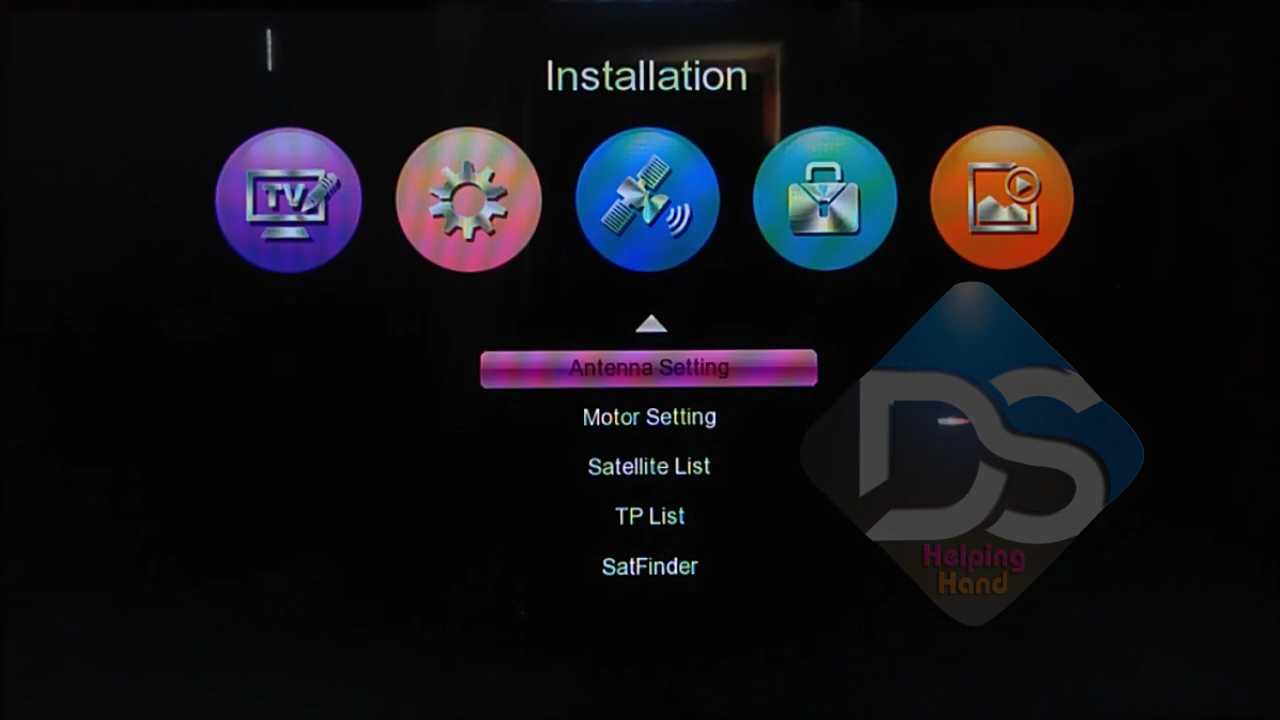 Installation
TV
Antenna Setting
Motor Setting
Satellite List
TP List
SatFinder
DS
Helping
Hand